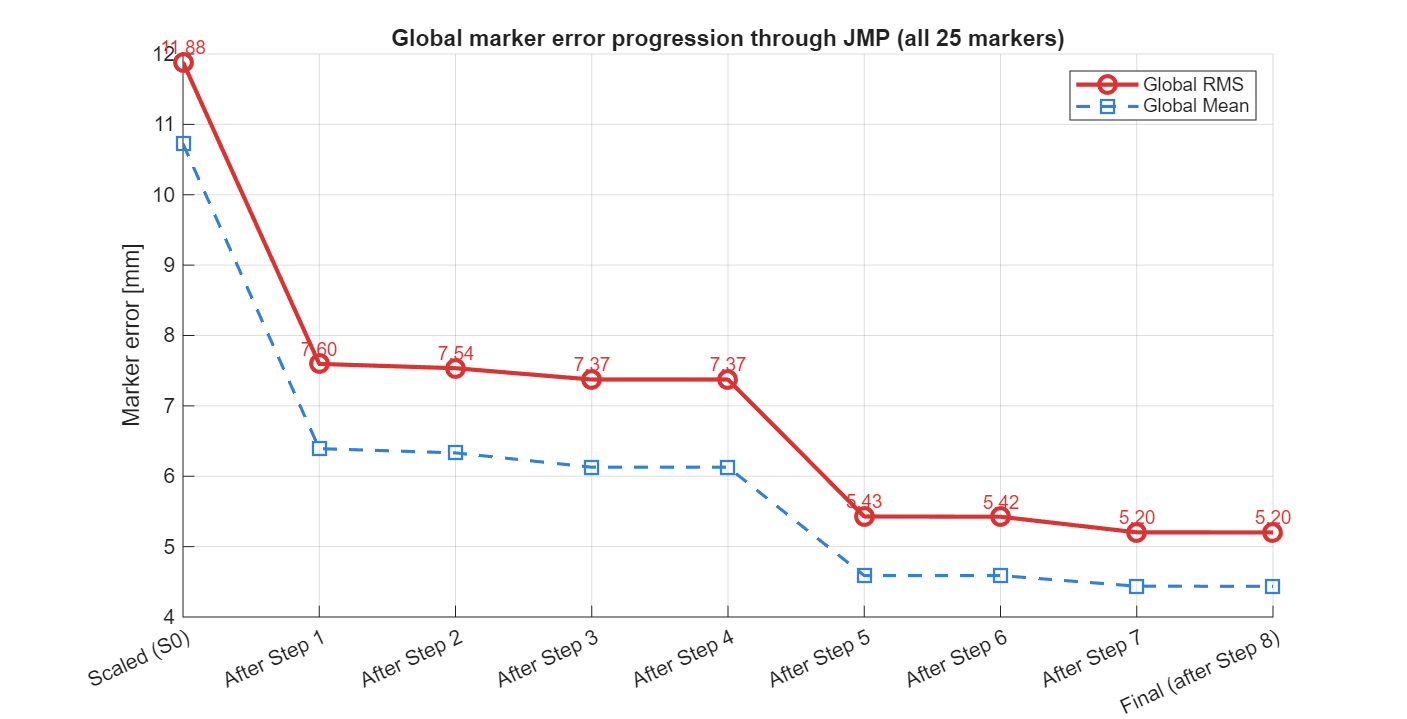 Global marker error progression through JMP (all 25 markers)
Global RMS
Global Mean
Marker error [mm]
12
11
10
9
8
7
6
5
4
11.88
7.60
7.54
7.37
7.37
5.43
5.42
5.20
5.20
Scaled (S0)
After Step 1
After Step 2
After Step 3
After Step 4
After Step 5
After Step 6
After Step 7
Final (after Step 8)